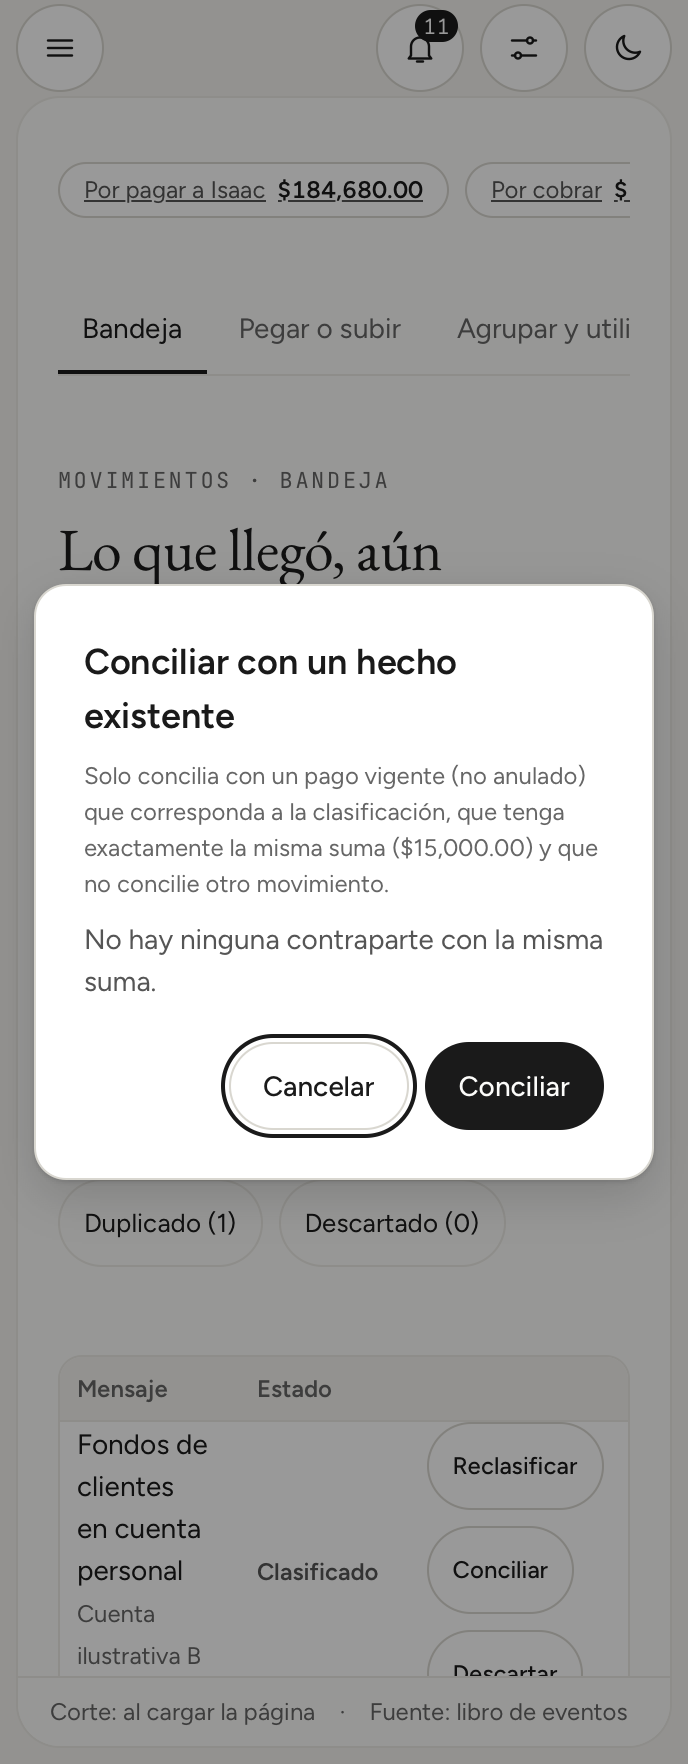 11
Por pagar a Isaac $184,680.00 Por cobrar $
Bandeja Pegar o subir Agrupar y utili
MOVIMIENTOS · BANDEJA
Lo que llegó, aún
Conciliar con un hecho
existente
Solo concilia con un pago vigente (no anulado)
que corresponda a la clasificación, que tenga
exactamente la misma suma ($15,000.00) y que
no concilie otro movimiento.
No hay ninguna contraparte con la misma
suma.
Cancelar Conciliar
Duplicado (1) Descartado (0)
Mensaje Estado
Fondos de
clientes
en cuenta
personal
Cuenta
ilustrativa B
Clasificado
Reclasificar
Conciliar
Descartar
Corte: al cargar la página · Fuente: libro de eventos